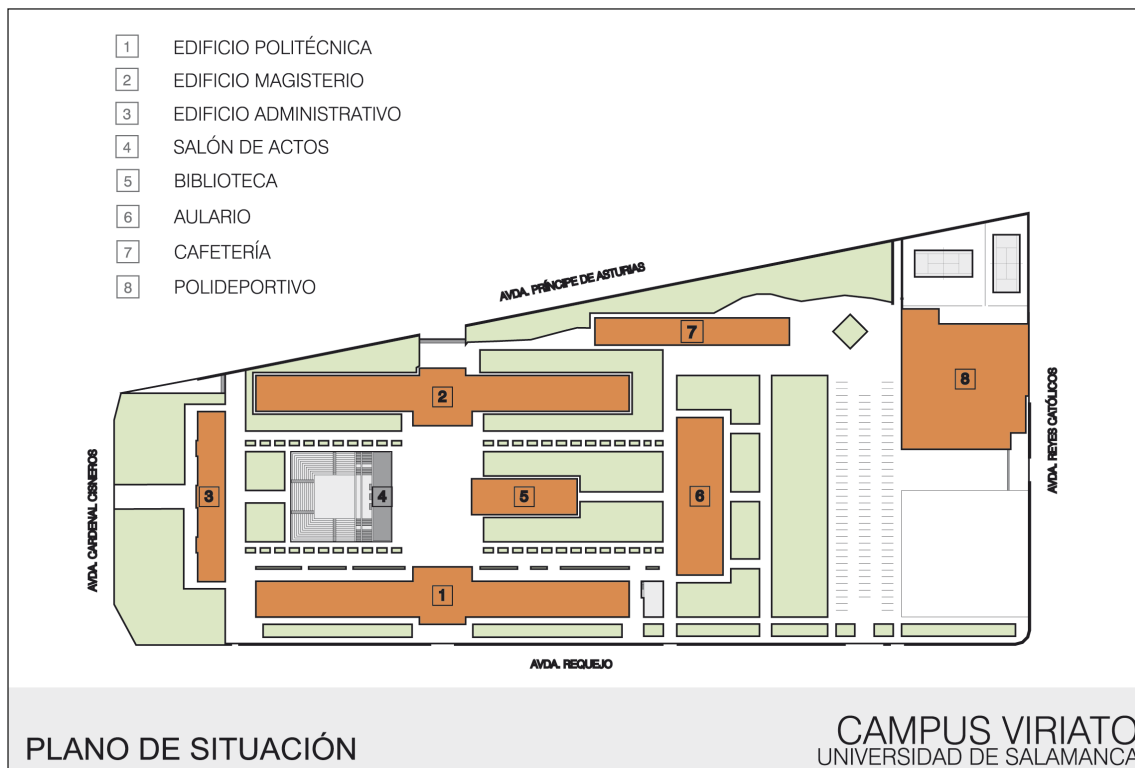 1 EDIFICIO POLITÉCNICA
2 EDIFICIO MAGISTERIO
3 EDIFICIO ADMINISTRATIVO
4 SALÓN DE ACTOS
5 BIBLIOTECA
6 AULARIO
7 CAFETERÍA
8 POLIDEPORTIVO
AVDA. PRÍNCIPE DE ASTURIAS
7
8
2
AVDA. REYES CATÓLICOS
AVDA. CARDENAL CISNEROS
3
4
5
6
1
AVDA. REQUEJO
PLANO DE SITUACIÓN
CAMPUS VIRIATO
UNIVERSIDAD DE SALAMANCA